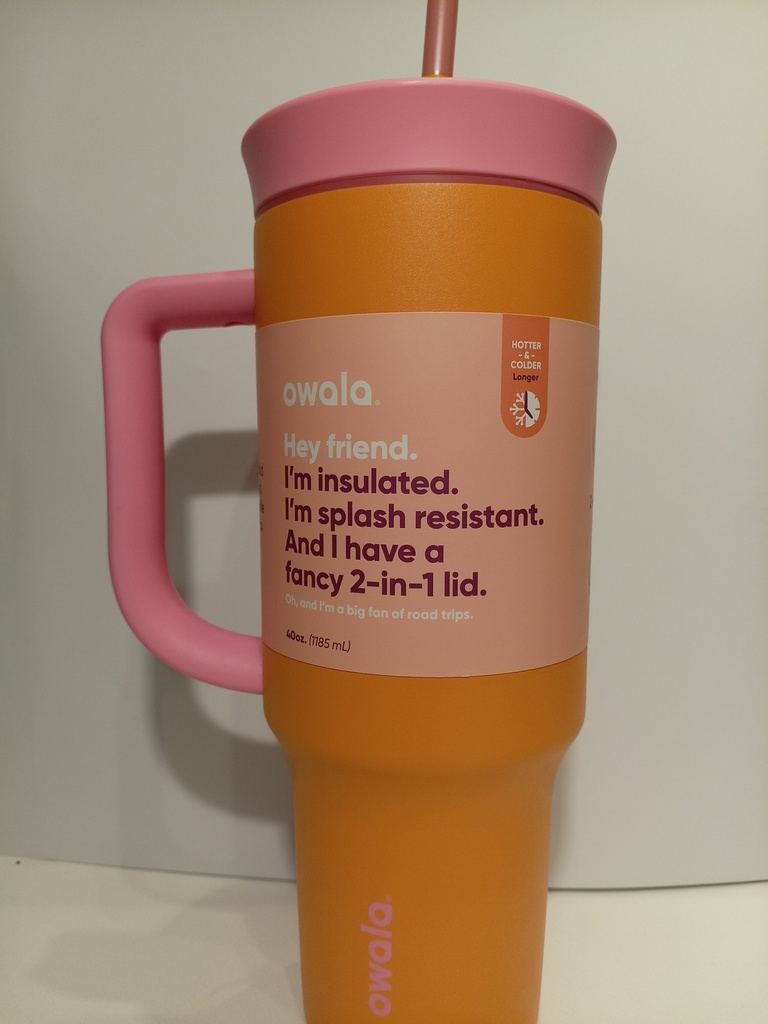 HOTTER
- & -
COLDER
Longer
owala®
Hey friend.
I'm insulated.
I'm splash resistant.
And I have a
fancy 2-in-1 lid.
Oh, and I'm a big fan of road trips.
40oz. (1185 mL)
owala®